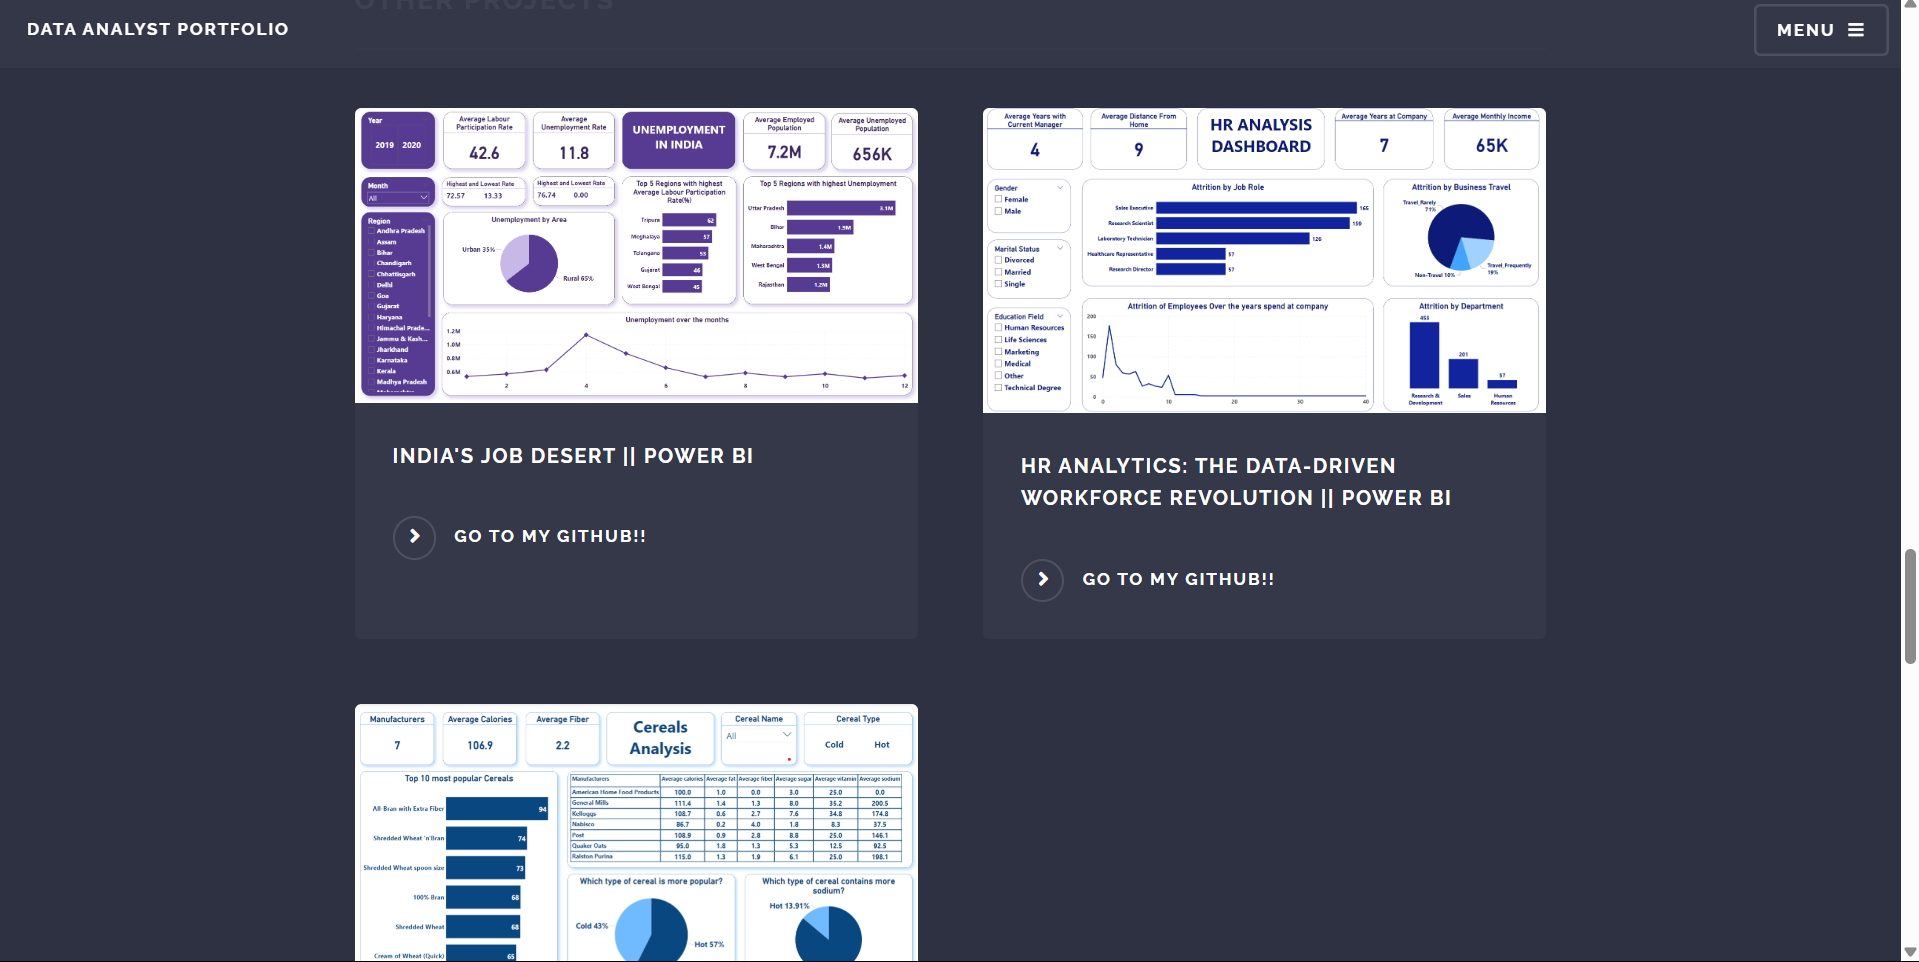 OTHER PROJECTS
DATA ANALYST PORTFOLIO
MENU
Year
2019 2020
Average Labour
Participation Rate
42.6
Average
Unemployment Rate
11.8
UNEMPLOYMENT
IN INDIA
Average Employed
Population
7.2M
Average Unemployed
Population
656K
Month
All
Highest and Lowest Rate
72.57 13.33
Highest and Lowest Rate
76.74 0.00
Region
Andhra Pradesh
Assam
Bihar
Chandigarh
Chhattisgarh
Delhi
Goa
Gujarat
Haryana
Himachal Prade...
Jammu & Kash...
Jharkhand
Karnataka
Kerala
Madhya Pradesh
Unemployment by Area
Urban 35%
Rural 65%
Top 5 Regions with highest
Average Labour Participation
Rate(%)
Tripura 62
Meghalaya 57
Telangana 53
Gujarat 46
West Bengal 45
Top 5 Regions with highest Unemployment
Uttar Pradesh 3.1M
Bihar 1.9M
Maharashtra 1.4M
West Bengal 1.3M
Rajasthan 1.2M
Unemployment over the months
1.2M
1.0M
0.8M
0.6M
2 4 6 8 10 12
INDIA'S JOB DESERT || POWER BI
GO TO MY GITHUB!!
Average Years with
Current Manager
4
Average Distance From
Home
9
HR ANALYSIS
DASHBOARD
Average Years at Company
7
Average Monthly Income
65K
Gender
Female
Male
Marital Status
Divorced
Married
Single
Education Field
Human Resources
Life Sciences
Marketing
Medical
Other
Technical Degree
Attrition by Job Role
Sales Executive 165
Research Scientist 159
Laboratory Technician 126
Healthcare Representative 57
Research Director 57
Attrition by Business Travel
Travel_Rarely
71%
Travel_Frequently
19%
Non-Travel 10%
Attrition of Employees Over the years spend at company
200
150
100
50
0
0 10 20 30 40
Attrition by Department
453
201
57
Research &
Development
Sales
Human
Resources
HR ANALYTICS: THE DATA-DRIVEN
WORKFORCE REVOLUTION || POWER BI
GO TO MY GITHUB!!
Manufacturers
7
Average Calories
106.9
Average Fiber
2.2
Cereals
Analysis
Cereal Name
All
Cereal Type
Cold Hot
Top 10 most popular Cereals
All-Bran with Extra Fiber 94
Shredded Wheat 'n'Bran 74
Shredded Wheat spoon size 73
100% Bran 68
Shredded Wheat 68
Cream of Wheat (Quick) 65
Manufacturers Average calories Average fat Average fiber Average sugar Average vitamin Average sodium
American Home Food Products 100.0 1.0 0.0 3.0 25.0 0.0
General Mills 111.4 1.4 1.3 8.0 35.2 200.5
Kelloggs 108.7 0.6 2.7 7.6 34.8 174.8
Nabisco 86.7 0.2 4.0 1.8 8.3 37.5
Post 108.9 0.9 2.8 8.8 25.0 146.1
Quaker Oats 95.0 1.8 1.3 5.3 12.5 92.5
Ralston Purina 115.0 1.3 1.9 6.1 25.0 198.1
Which type of cereal is more popular?
Cold 43%
Hot 57%
Which type of cereal contains more
sodium?
Hot 13.91%